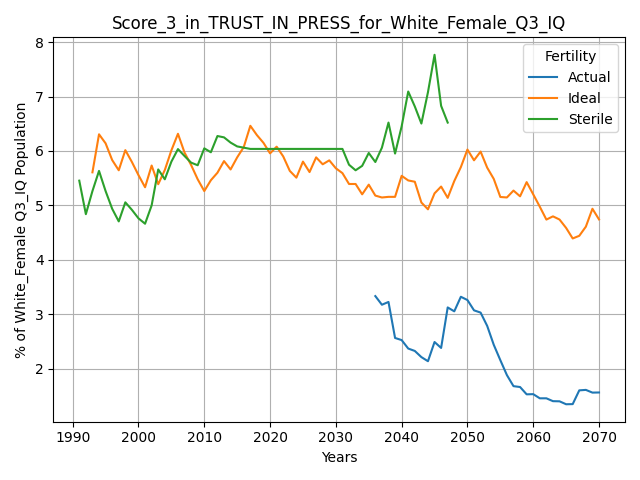 Score_3_in_TRUST_IN_PRESS_for_White_Female_Q3_IQ
Fertility
Actual
Ideal
Sterile
% of White_Female Q3_IQ Population
8
7
6
5
4
3
2
1990 2000 2010 2020 2030 2040 2050 2060 2070
Years